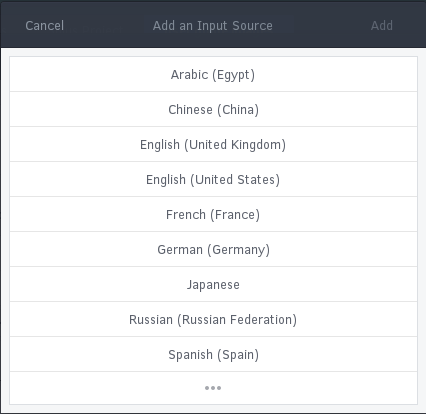 Cancel Add an Input Source Add
Arabic (Egypt)
Chinese (China)
English (United Kingdom)
English (United States)
French (France)
German (Germany)
Japanese
Russian (Russian Federation)
Spanish (Spain)